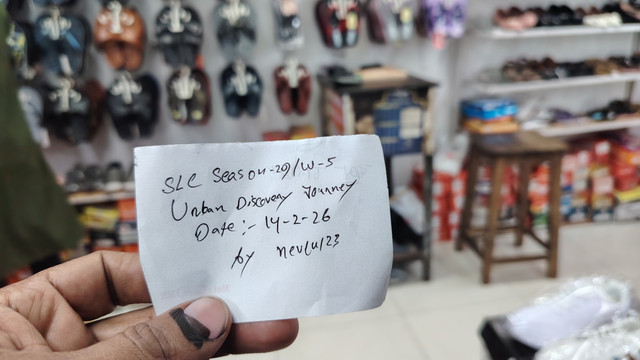 SLC Season-29/W-5
Urban Discovery Journey
Date:- 14-2-26
by nevlu123